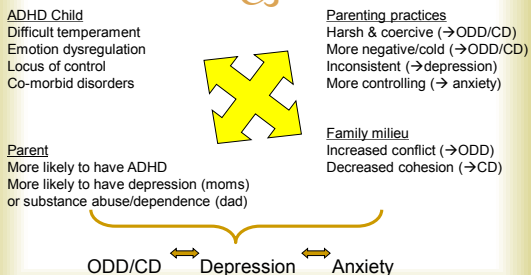 ADHD Child
Difficult temperament
Emotion dysregulation
Locus of control
Co-morbid disorders
Parenting practices
Harsh & coercive (→ODD/CD)
More negative/cold (→ODD/CD)
Inconsistent (→depression)
More controlling (→ anxiety)
Parent
More likely to have ADHD
More likely to have depression (moms)
or substance abuse/dependence (dad)
Family milieu
Increased conflict (→ODD)
Decreased cohesion (→CD)
ODD/CD Depression Anxiety